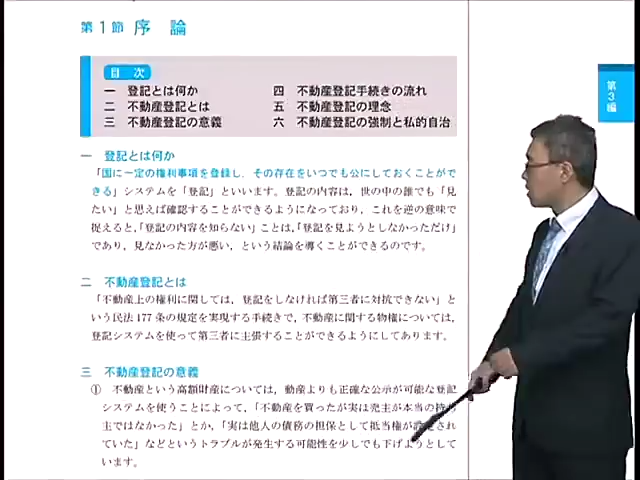 第1節 序 論
目 次
一 登記とは何か
二 不動産登記とは
三 不動産登記の意義
四 不動産登記手続きの流れ
五 不動産登記の理念
六 不動産登記の強制と私的自治
第3編
一 登記とは何か
「国に一定の権利事項を登録し、その存在をいつでも公にしておくことがで
きる」システムを「登記」といいます。登記の内容は、世の中の誰でも「見
たい」と思えば確認することができるようになっており、これを逆の意味で
捉えると、「登記の内容を知らない」ことは、「登記を見ようとしなかっただけ」
であり、見なかった方が悪い、という結論を導くことができるのです。
二 不動産登記とは
「不動産上の権利に関しては、登記をしなければ第三者に対抗できない」と
いう民法177条の規定を実現する手続きで、不動産に関する物権については、
登記システムを使って第三者に主張することができるようにしてあります。
三 不動産登記の意義
① 不動産という高額財産については、動産よりも正確な公示が可能な登記
システムを使うことによって、「不動産を買ったが実は売主が本当の持ち
主ではなかった」とか、「実は他人の債務の担保として抵当権が設定され
ていた」などというトラブルが発生する可能性を少しでも下げようとして
います。